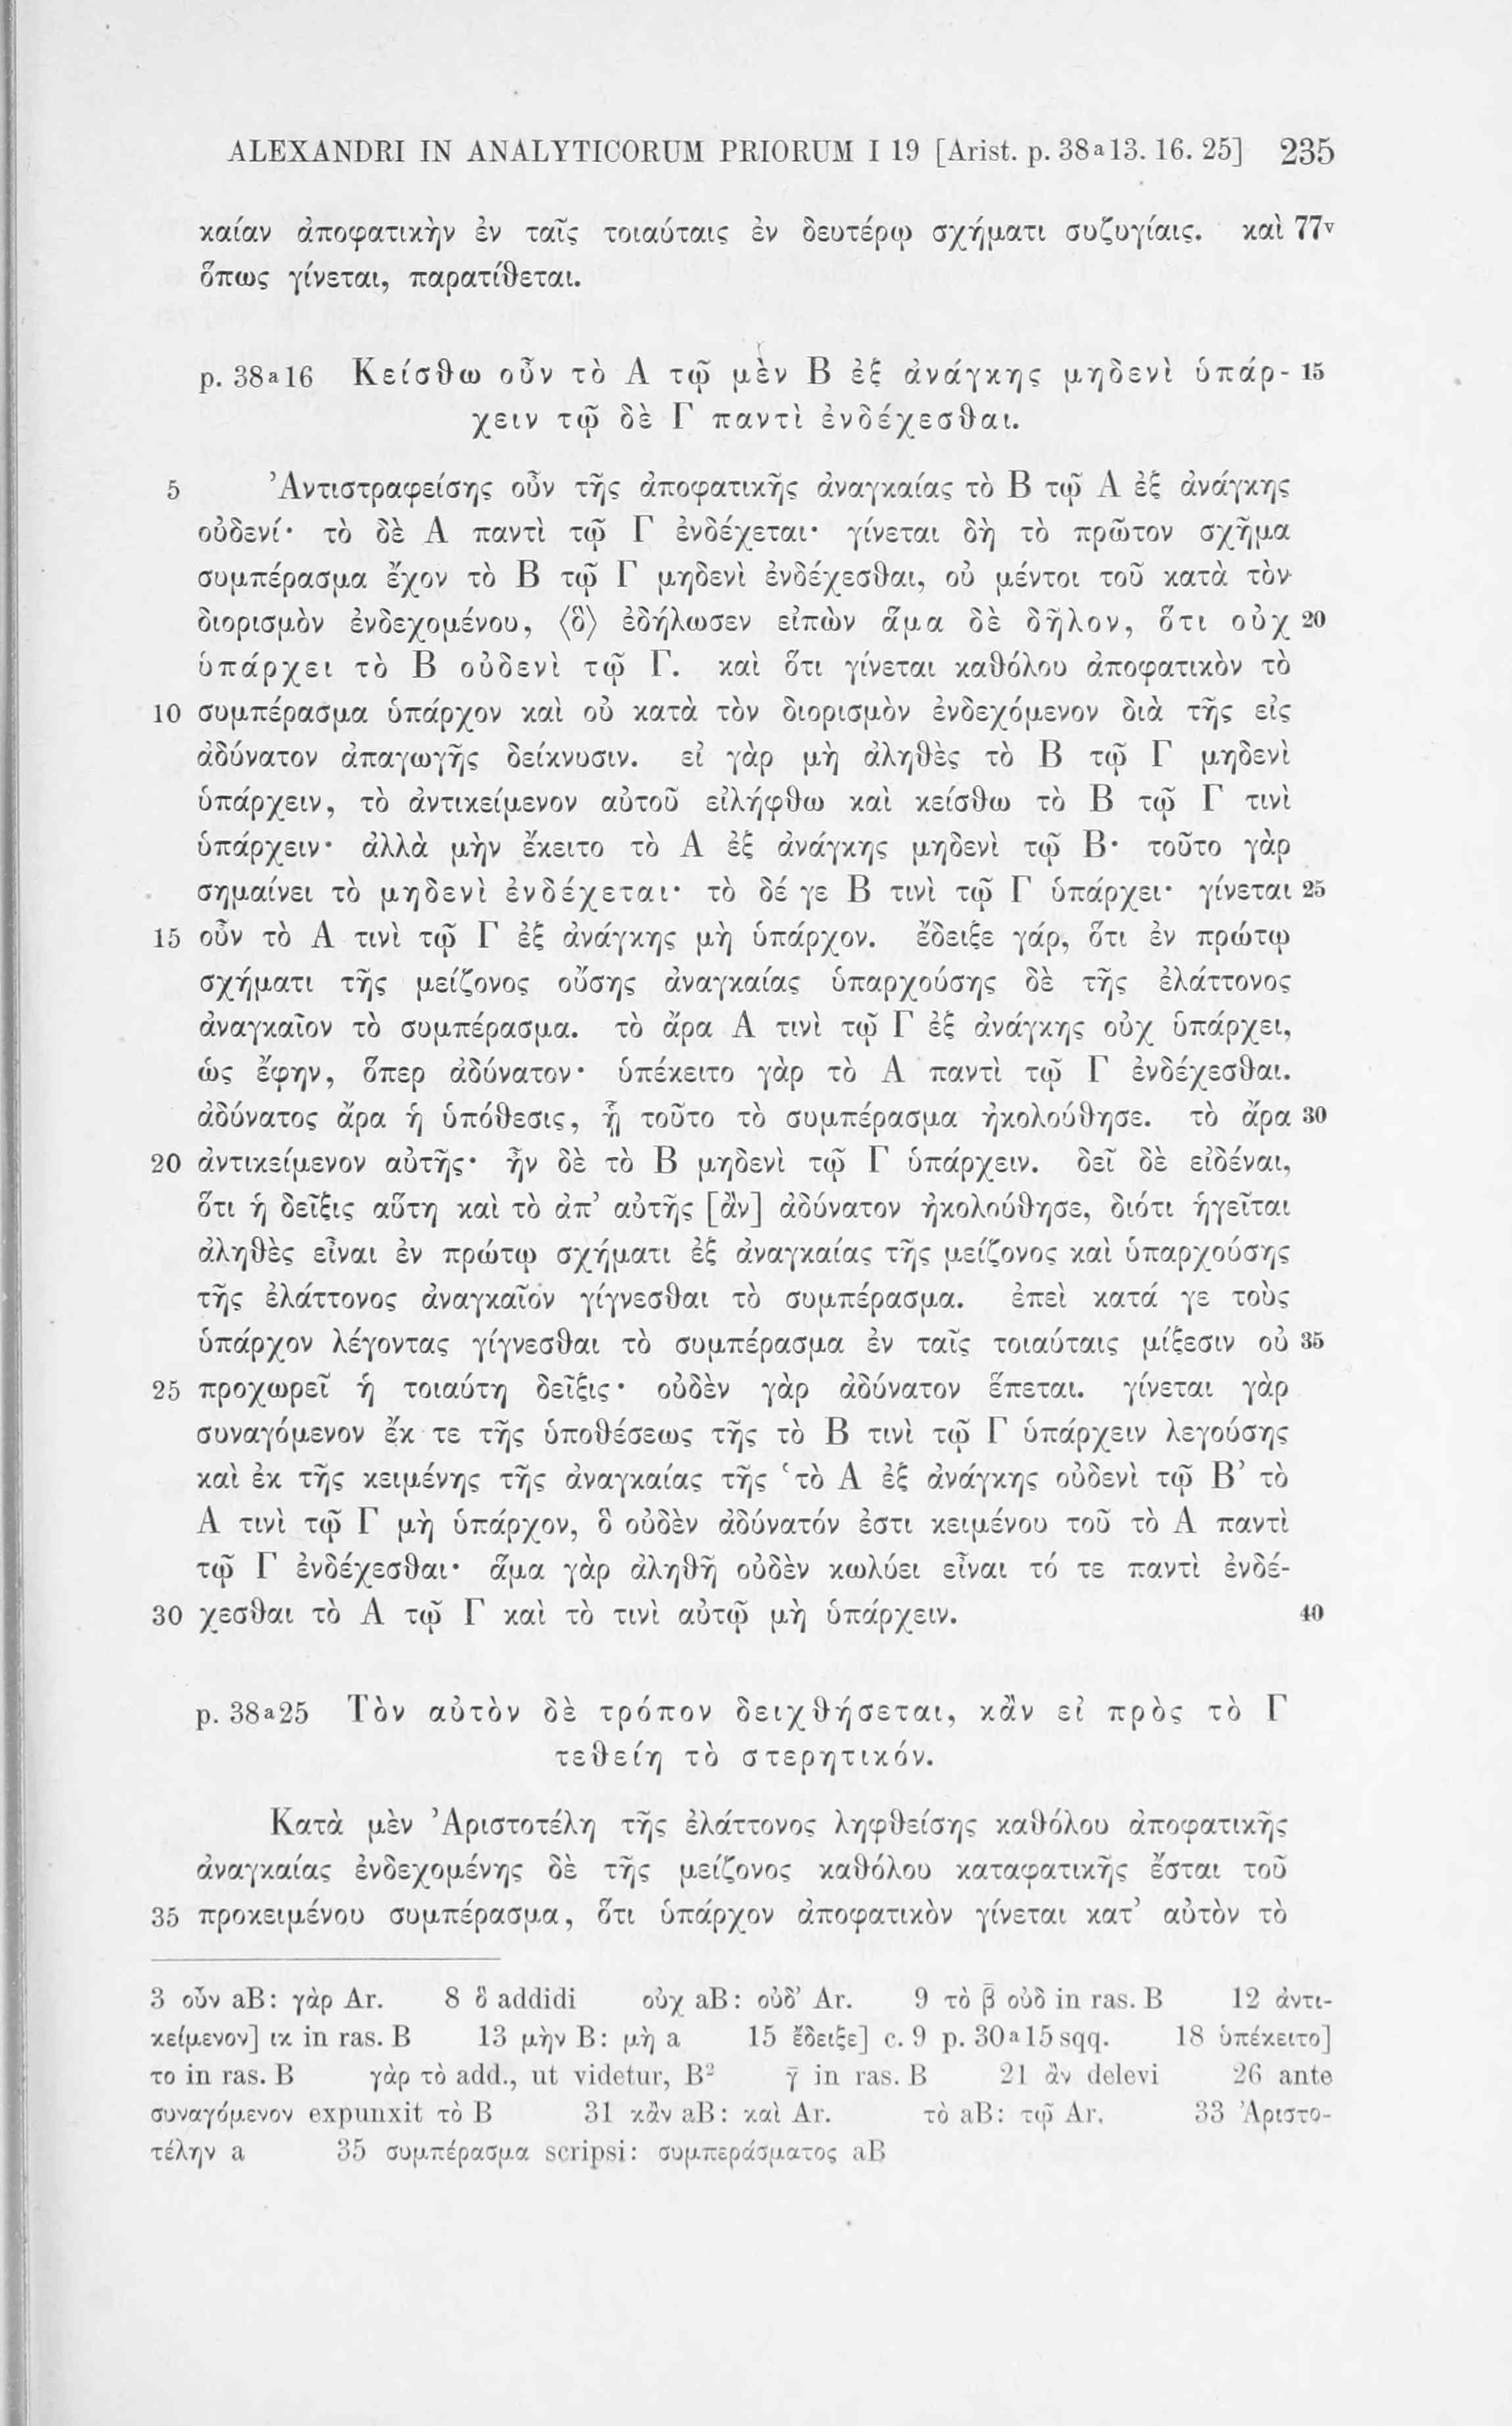 ALEXANDRI IN ANALYTICORUM PRIORUM I 19 [Arist. p. 38a13. 16. 25] 235
καίαν ἀποφατικὴν ἐν ταῖς τοιαύταις ἐν δευτέρῳ σχήματι συζυγίαις. καὶ 77v
ὅπως γίνεται, παρατίθεται.
p. 38a16 Κείσθω οὖν τὸ Α τῷ μὲν Β ἐξ ἀνάγκης μηδενὶ ὑπάρ- 15
χειν τῷ δὲ Γ παντὶ ἐνδέχεσθαι.
5 Ἀντιστραφείσης οὖν τῆς ἀποφατικῆς ἀναγκαίας τὸ Β τῷ Α ἐξ ἀνάγκης
οὐδενί· τὸ δὲ Α παντὶ τῷ Γ ἐνδέχεται· γίνεται δὴ τὸ πρῶτον σχῆμα
συμπέρασμα ἔχον τὸ Β τῷ Γ μηδενὶ ἐνδέχεσθαι, οὐ μέντοι τοῦ κατὰ τὸν
διορισμὸν ἐνδεχομένου, ⟨ὃ⟩ ἐδήλωσεν εἰπὼν ἅμα δὲ δῆλον, ὅτι οὐχ 20
ὑπάρχει τὸ Β οὐδενὶ τῷ Γ. καὶ ὅτι γίνεται καθόλου ἀποφατικὸν τὸ
10 συμπέρασμα ὑπάρχον καὶ οὐ κατὰ τὸν διορισμὸν ἐνδεχόμενον διὰ τῆς εἰς
ἀδύνατον ἀπαγωγῆς δείκνυσιν. εἰ γὰρ μὴ ἀληθὲς τὸ Β τῷ Γ μηδενὶ
ὑπάρχειν, τὸ ἀντικείμενον αὐτοῦ εἰλήφθω καὶ κείσθω τὸ Β τῷ Γ τινὶ
ὑπάρχειν· ἀλλὰ μὴν ἔκειτο τὸ Α ἐξ ἀνάγκης μηδενὶ τῷ Β· τοῦτο γὰρ
σημαίνει τὸ μηδενὶ ἐνδέχεται· τὸ δέ γε Β τινὶ τῷ Γ ὑπάρχει· γίνεται 25
15 οὖν τὸ Α τινὶ τῷ Γ ἐξ ἀνάγκης μὴ ὑπάρχον. ἔδειξε γάρ, ὅτι ἐν πρώτῳ
σχήματι τῆς μείζονος οὔσης ἀναγκαίας ὑπαρχούσης δὲ τῆς ἐλάττονος
ἀναγκαῖον τὸ συμπέρασμα. τὸ ἄρα Α τινὶ τῷ Γ ἐξ ἀνάγκης οὐχ ὑπάρχει,
ὡς ἔφην, ὅπερ ἀδύνατον· ὑπέκειτο γὰρ τὸ Α παντὶ τῷ Γ ἐνδέχεσθαι.
ἀδύνατος ἄρα ἡ ὑπόθεσις, ᾗ τοῦτο τὸ συμπέρασμα ἠκολούθησε. τὸ ἄρα 30
20 ἀντικείμενον αὐτῆς· ἦν δὲ τὸ Β μηδενὶ τῷ Γ ὑπάρχειν. δεῖ δὲ εἰδέναι,
ὅτι ἡ δεῖξις αὕτη καὶ τὸ ἀπ’ αὐτῆς [ἂν] ἀδύνατον ἠκολούθησε, διότι ἡγεῖται
ἀληθὲς εἶναι ἐν πρώτῳ σχήματι ἐξ ἀναγκαίας τῆς μείζονος καὶ ὑπαρχούσης
τῆς ἐλάττονος ἀναγκαῖον γίγνεσθαι τὸ συμπέρασμα. ἐπεὶ κατά γε τοὺς
ὑπάρχον λέγοντας γίγνεσθαι τὸ συμπέρασμα ἐν ταῖς τοιαύταις μίξεσιν οὐ 35
25 προχωρεῖ ἡ τοιαύτη δεῖξις· οὐδὲν γὰρ ἀδύνατον ἕπεται. γίνεται γὰρ
συναγόμενον ἔκ τε τῆς ὑποθέσεως τῆς τὸ Β τινὶ τῷ Γ ὑπάρχειν λεγούσης
καὶ ἐκ τῆς κειμένης τῆς ἀναγκαίας τῆς ‘τὸ Α ἐξ ἀνάγκης οὐδενὶ τῷ Β’ τὸ
Α τινὶ τῷ Γ μὴ ὑπάρχον, ὃ οὐδὲν ἀδύνατόν ἐστι κειμένου τοῦ τὸ Α παντὶ
τῷ Γ ἐνδέχεσθαι· ἅμα γὰρ ἀληθῆ οὐδὲν κωλύει εἶναι τό τε παντὶ ἐνδέ-
30 χεσθαι τὸ Α τῷ Γ καὶ τὸ τινὶ αὐτῷ μὴ ὑπάρχειν. 40
p. 38a25 Τὸν αὐτὸν δὲ τρόπον δειχθήσεται, κἂν εἰ πρὸς τὸ Γ
τεθείη τὸ στερητικόν.
Κατὰ μὲν Ἀριστοτέλη τῆς ἐλάττονος ληφθείσης καθόλου ἀποφατικῆς
ἀναγκαίας ἐνδεχομένης δὲ τῆς μείζονος καθόλου καταφατικῆς ἔσται τοῦ
35 προκειμένου συμπέρασμα, ὅτι ὑπάρχον ἀποφατικὸν γίνεται κατ’ αὐτὸν τὸ
3 οὖν aB: γὰρ Ar. 8 ὃ addidi οὐχ aB: οὐδ’ Ar. 9 τὸ β̄ οὐδ in ras. B 12 ἀντι-
κείμενον] ικ in ras. B 13 μὴν B: μὴ a 15 ἔδειξε] c. 9 p. 30a15 sqq. 18 ὑπέκειτο]
το in ras. B γὰρ τὸ add., ut videtur, B2 γ̄ in ras. B 21 ἂν delevi 26 ante
συναγόμενον expunxit τὸ B 31 κἂν aB: καὶ Ar. τὸ aB: τῷ Ar. 33 Ἀριστο-
τέλην a 35 συμπέρασμα scripsi: συμπεράσματος aB